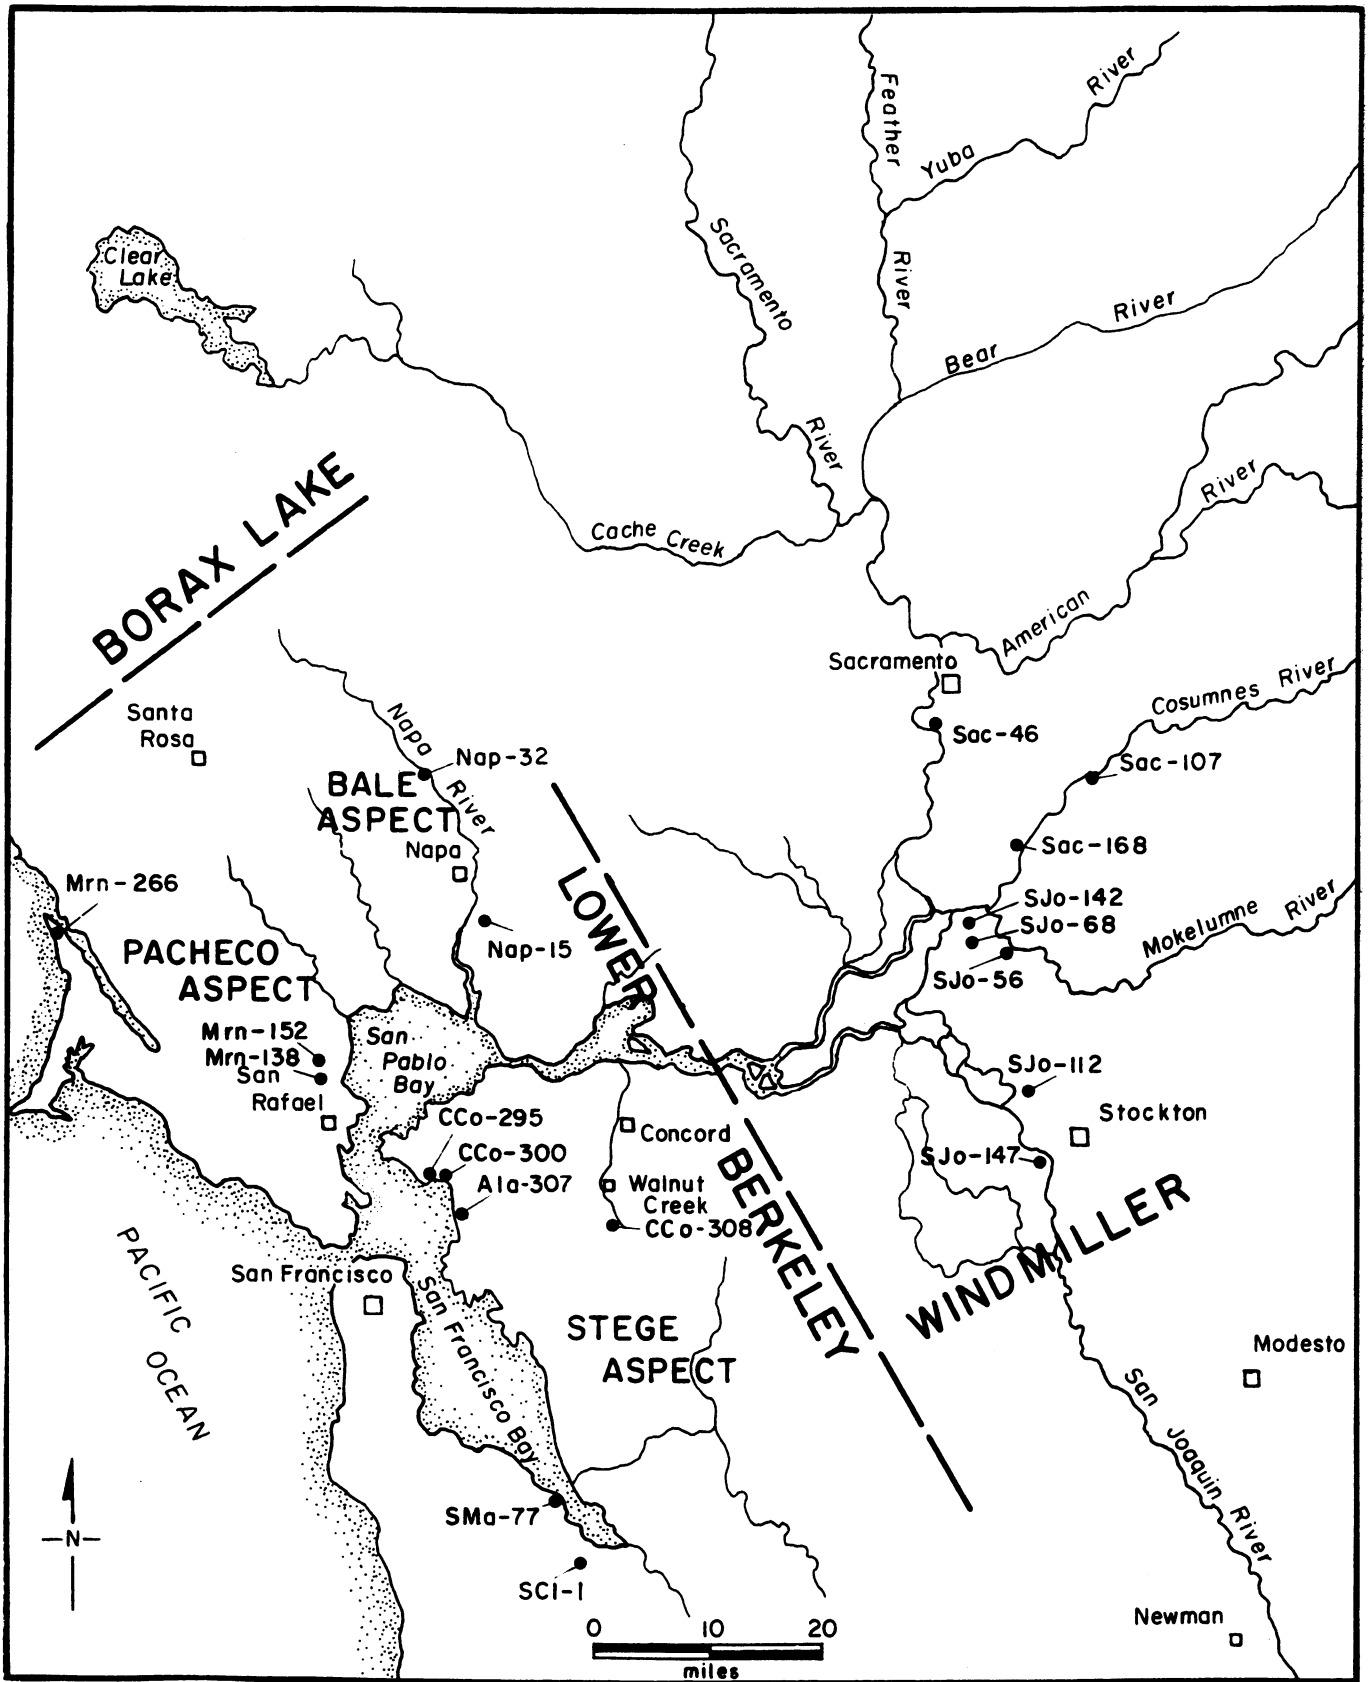 Feather
River
Yuba
River
Clear
Lake
Sacramento
River
Bear
River
BORAX LAKE
Cache Creek
River
American
Sacramento
Cosumnes River
Santa
Rosa
Napa
River
Sac-46
Nap-32
Sac-107
BALE
ASPECT
Napa
Sac-168
Mrn-266
LOWER
SJo-142
SJo-68
Mokelumne River
Nap-15
PACHECO
ASPECT
SJo-56
Mrn-152
Mrn-138
San
Rafael
San
Pablo
Bay
SJo-112
Stockton
CCo-295
Concord
CCo-300
SJo-147
Ala-307
Walnut
Creek
CCo-308
BERKELEY
WINDMILLER
PACIFIC
OCEAN
San Francisco
San Francisco Bay
STEGE
ASPECT
Modesto
San Joaquin River
N
SMa-77
SCl-1
Newman
0 10 20
miles